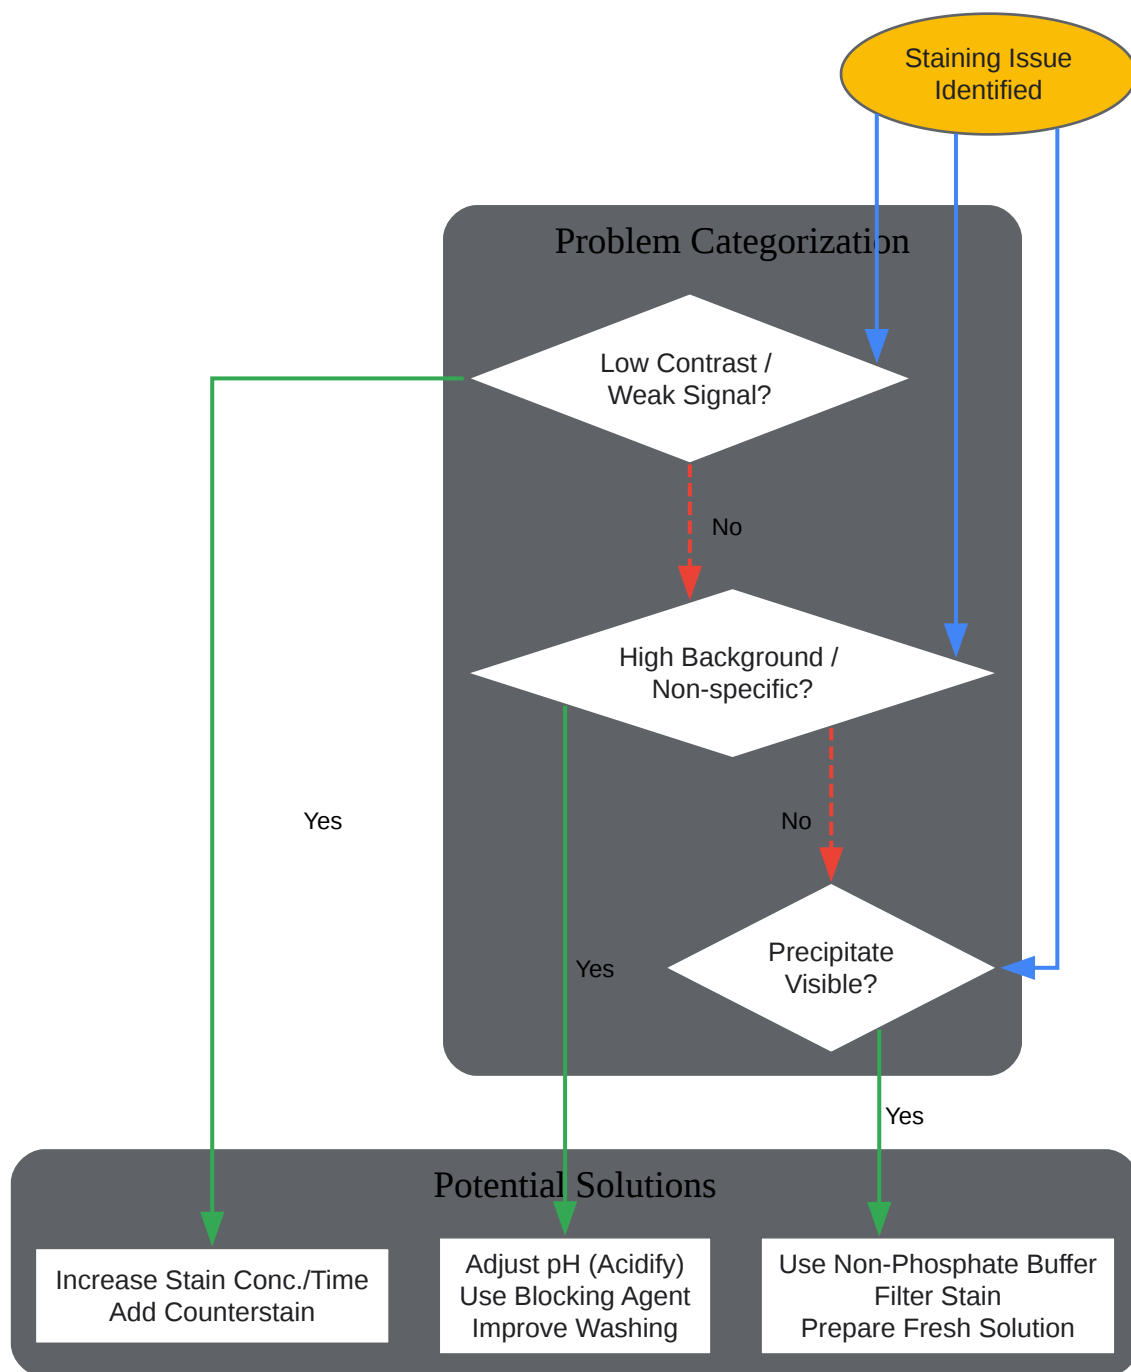 Staining Issue
Identified
Problem Categorization
Low Contrast /
Weak Signal?
No
High Background /
Non-specific?
Yes
No
Precipitate
Visible?
Yes
Yes
Potential Solutions
Increase Stain Conc./Time
Add Counterstain
Adjust pH (Acidify)
Use Blocking Agent
Improve Washing
Use Non-Phosphate Buffer
Filter Stain
Prepare Fresh Solution